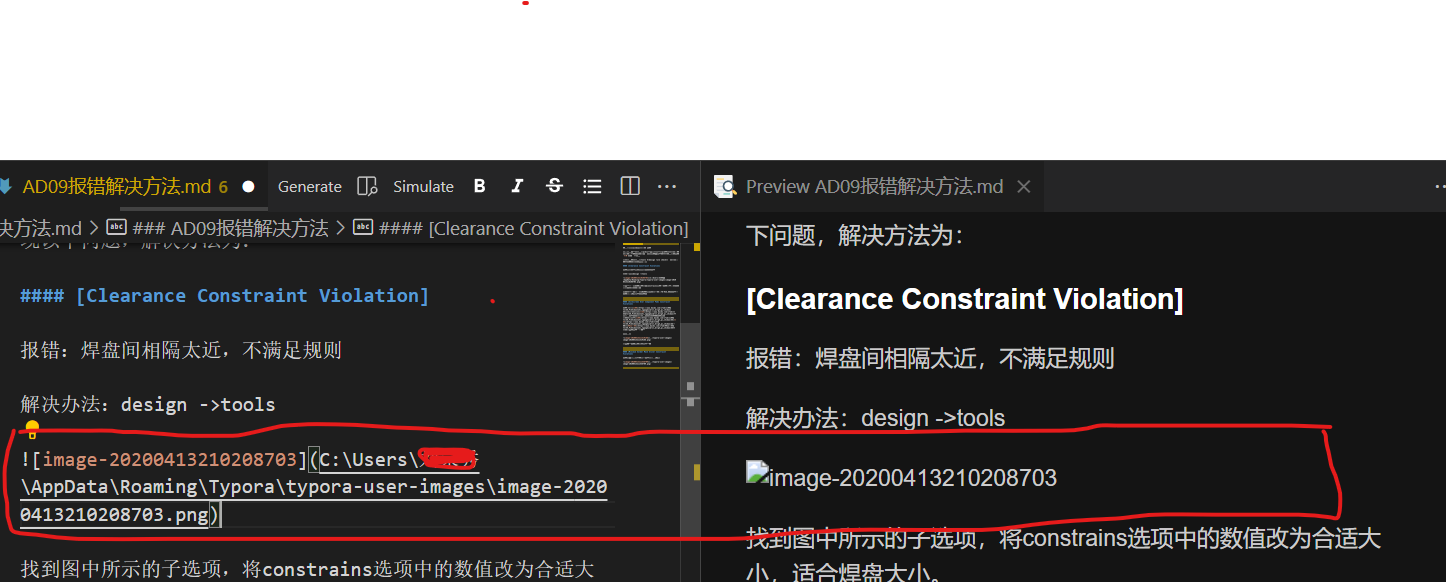 AD09报错解决方法.md 6 Generate Simulate B I S ···
Preview AD09报错解决方法.md
决方法.md > abc ### AD09报错解决方法 > abc #### [Clearance Constraint Violation]
#### [Clearance Constraint Violation]
报错：焊盘间相隔太近，不满足规则
解决办法：design ->tools
![image-20200413210208703](C:\Users\
\AppData\Roaming\Typora\typora-user-images\image-2020
0413210208703.png)
找到图中所示的子选项，将constrains选项中的数值改为合适大
下问题，解决方法为：
[Clearance Constraint Violation]
报错：焊盘间相隔太近，不满足规则
解决办法：design ->tools
image-20200413210208703
找到图中所示的子选项，将constrains选项中的数值改为合适大
小，适合焊盘大小。